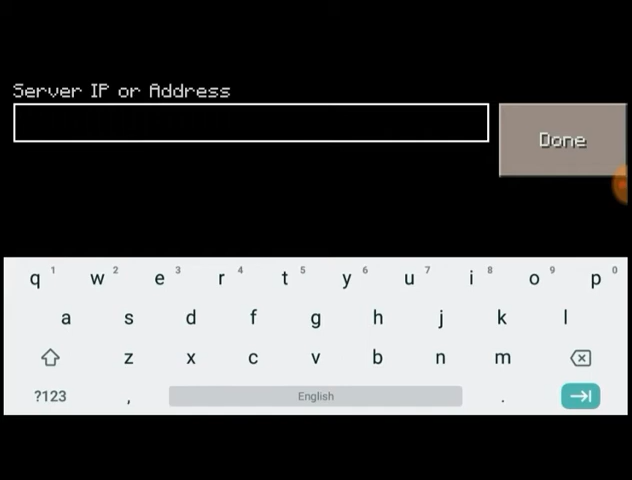 Server IP or Address
Done
q 1 w 2 e 3 r 4 t 5 y 6 u 7 i 8 o 9 p 0
a s d f g h j k l
z x c v b n m
?123 , English .